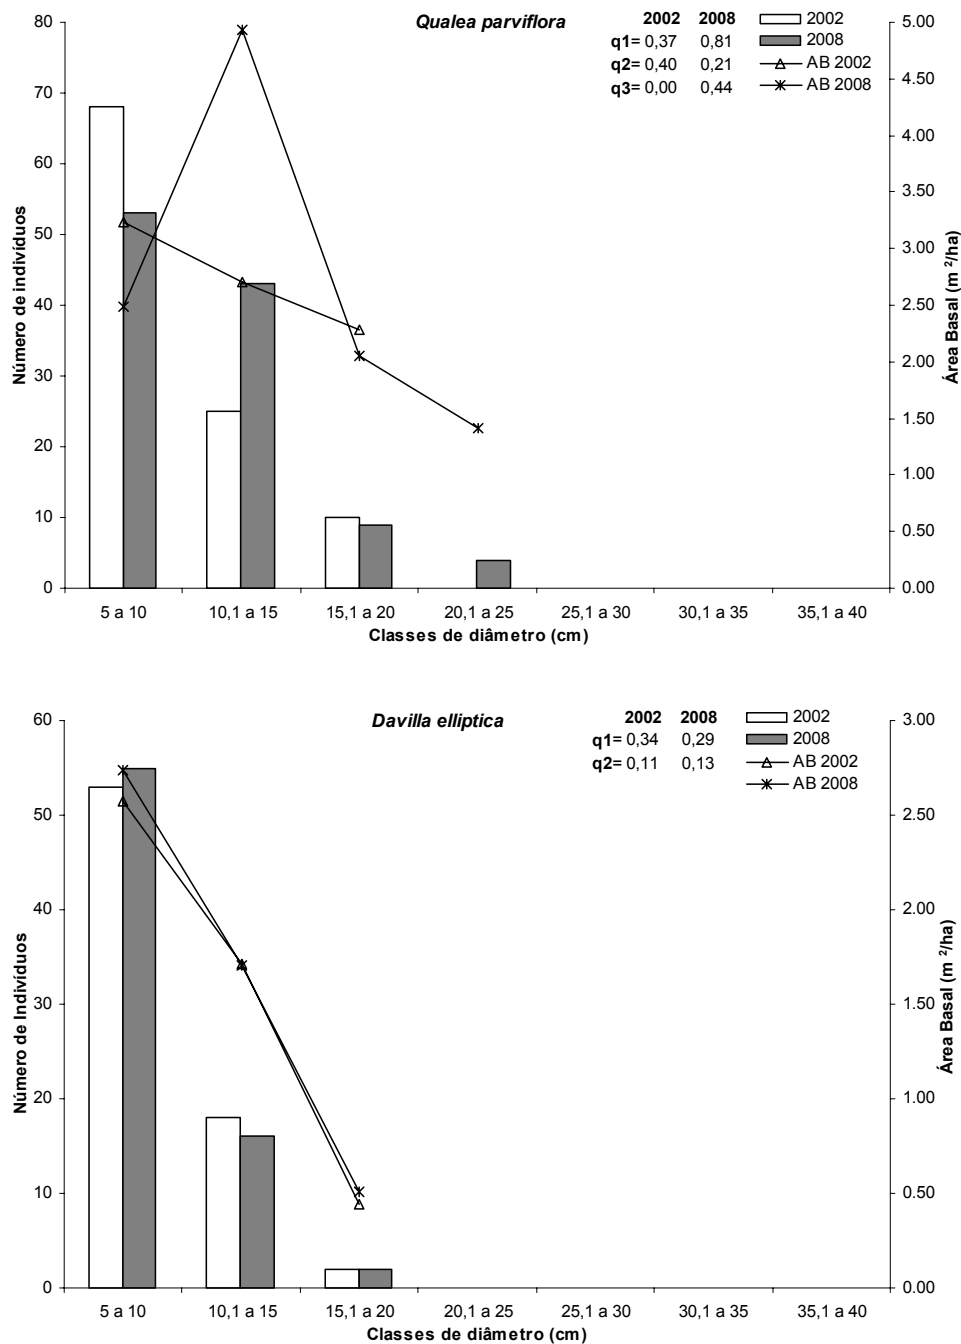 Qualea parviflora
2002 2008
q1= 0,37 0,81
q2= 0,40 0,21
q3= 0,00 0,44
2002
2008
AB 2002
AB 2008
80
70
60
50
40
30
20
10
0
Número de indivíduos
5.00
4.50
4.00
3.50
3.00
2.50
2.00
1.50
1.00
0.50
0.00
Área Basal (m²/ha)
5 a 10 10,1 a 15 15,1 a 20 20,1 a 25 25,1 a 30 30,1 a 35 35,1 a 40
Classes de diâmetro (cm)
Davilla elliptica
2002 2008
q1= 0,34 0,29
q2= 0,11 0,13
2002
2008
AB 2002
AB 2008
60
50
40
30
20
10
0
Número de Indivíduos
3.00
2.50
2.00
1.50
1.00
0.50
0.00
Área Basal (m²/ha)
5 a 10 10,1 a 15 15,1 a 20 20,1 a 25 25,1 a 30 30,1 a 35 35,1 a 40
Classes de diâmetro (cm)